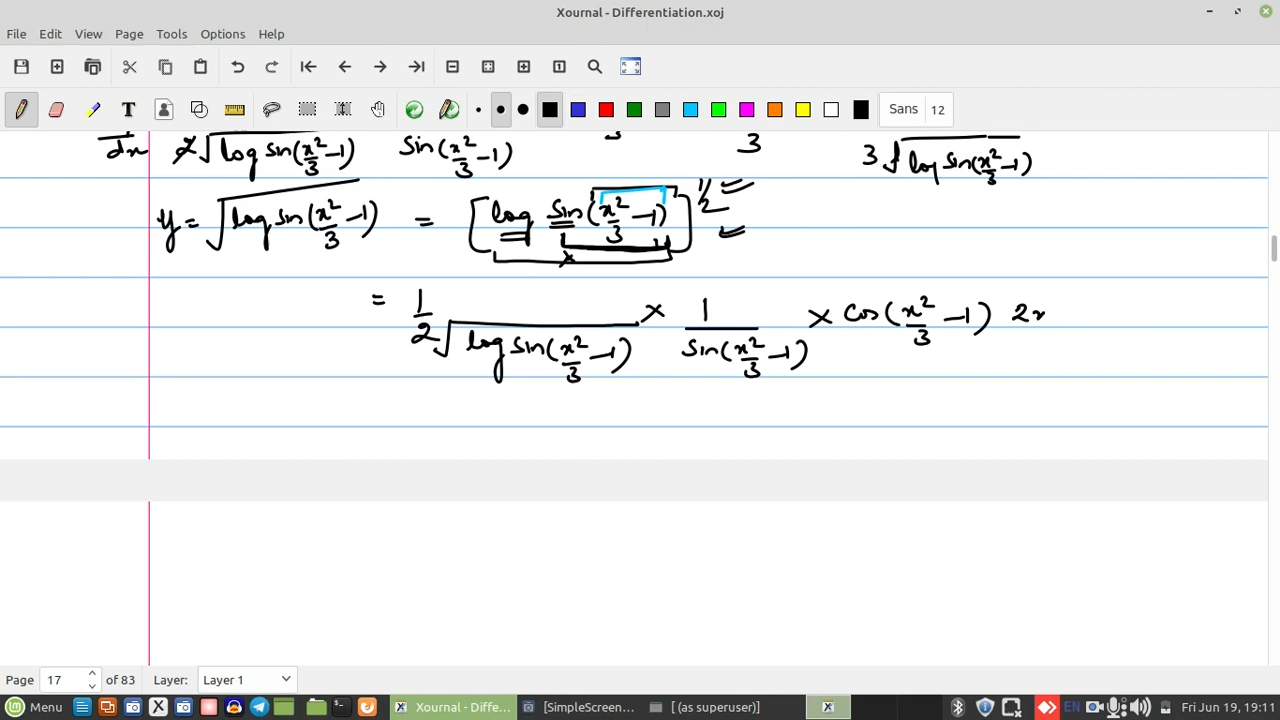 Xournal - Differentiation.xoj
File Edit View Page Tools Options Help
Sans 12
dx 2√log sin(x²/3 -1) sin(x²/3 -1) 3 3 3√log sin(x²/3 -1)
y = √log sin(x²/3 -1) = [log sin(x²/3 -1)]^1/2
= 1/2√log sin(x²/3 -1) × 1/sin(x²/3 -1) × cos(x²/3 -1) 2x
Page 17 of 83 Layer: Layer 1
Menu Xournal - Diffe... [SimpleScreen... [ (as superuser)] EN Fri Jun 19, 19:11